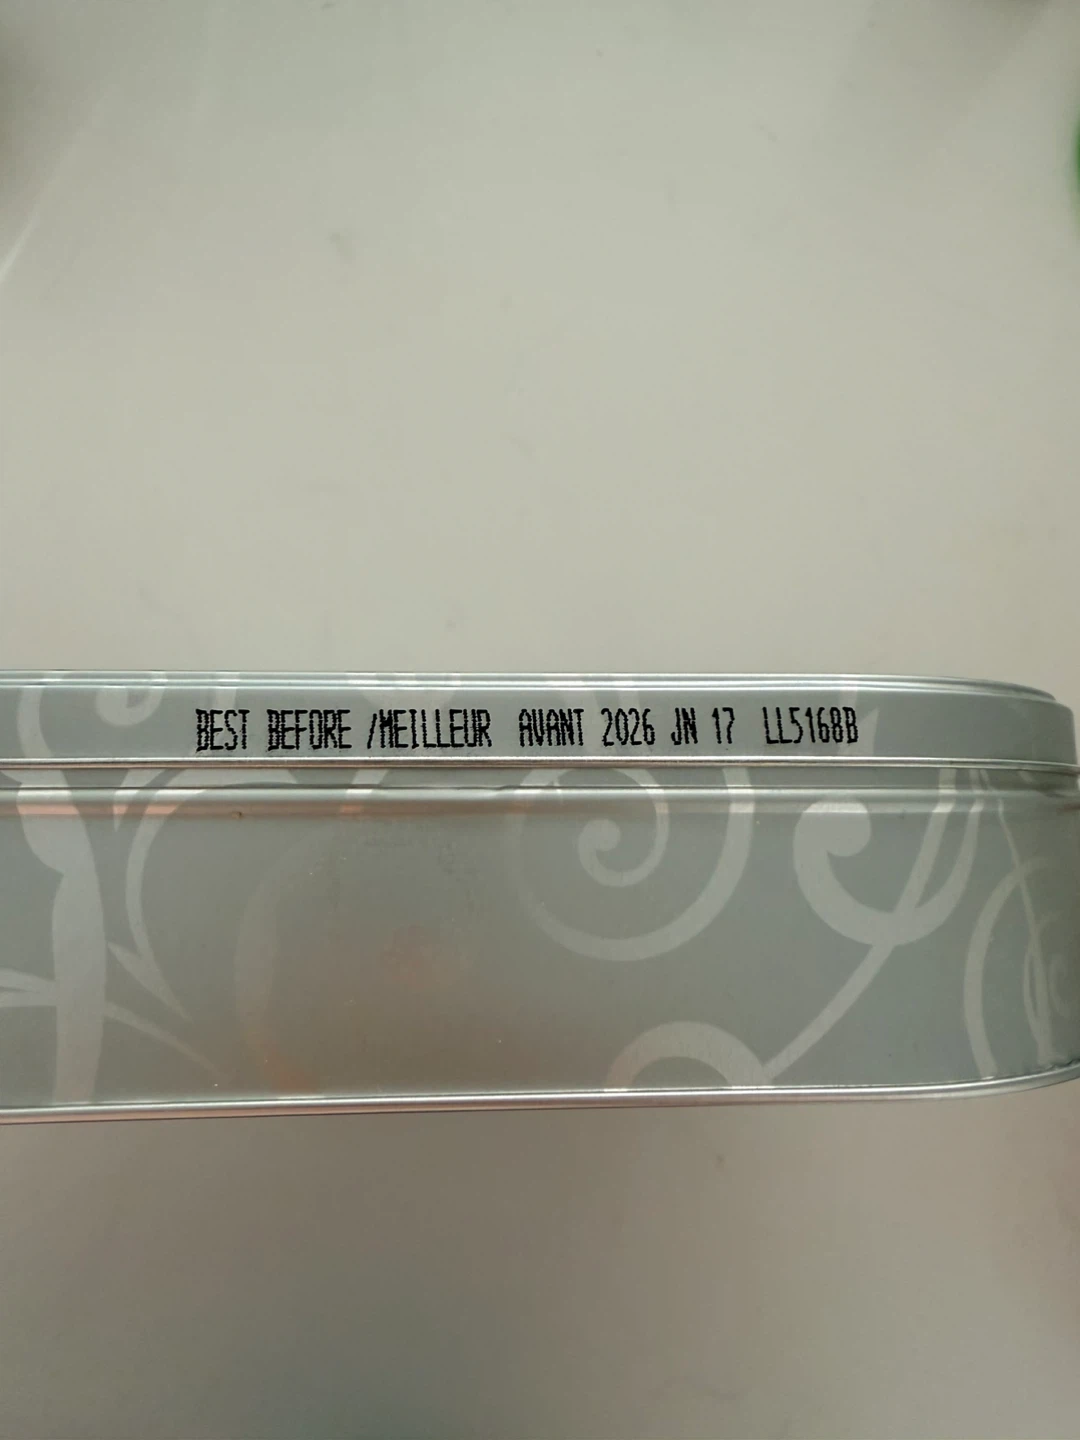 BEST BEFORE /MEILLEUR AVANT 2026 JN 17 LL5168B